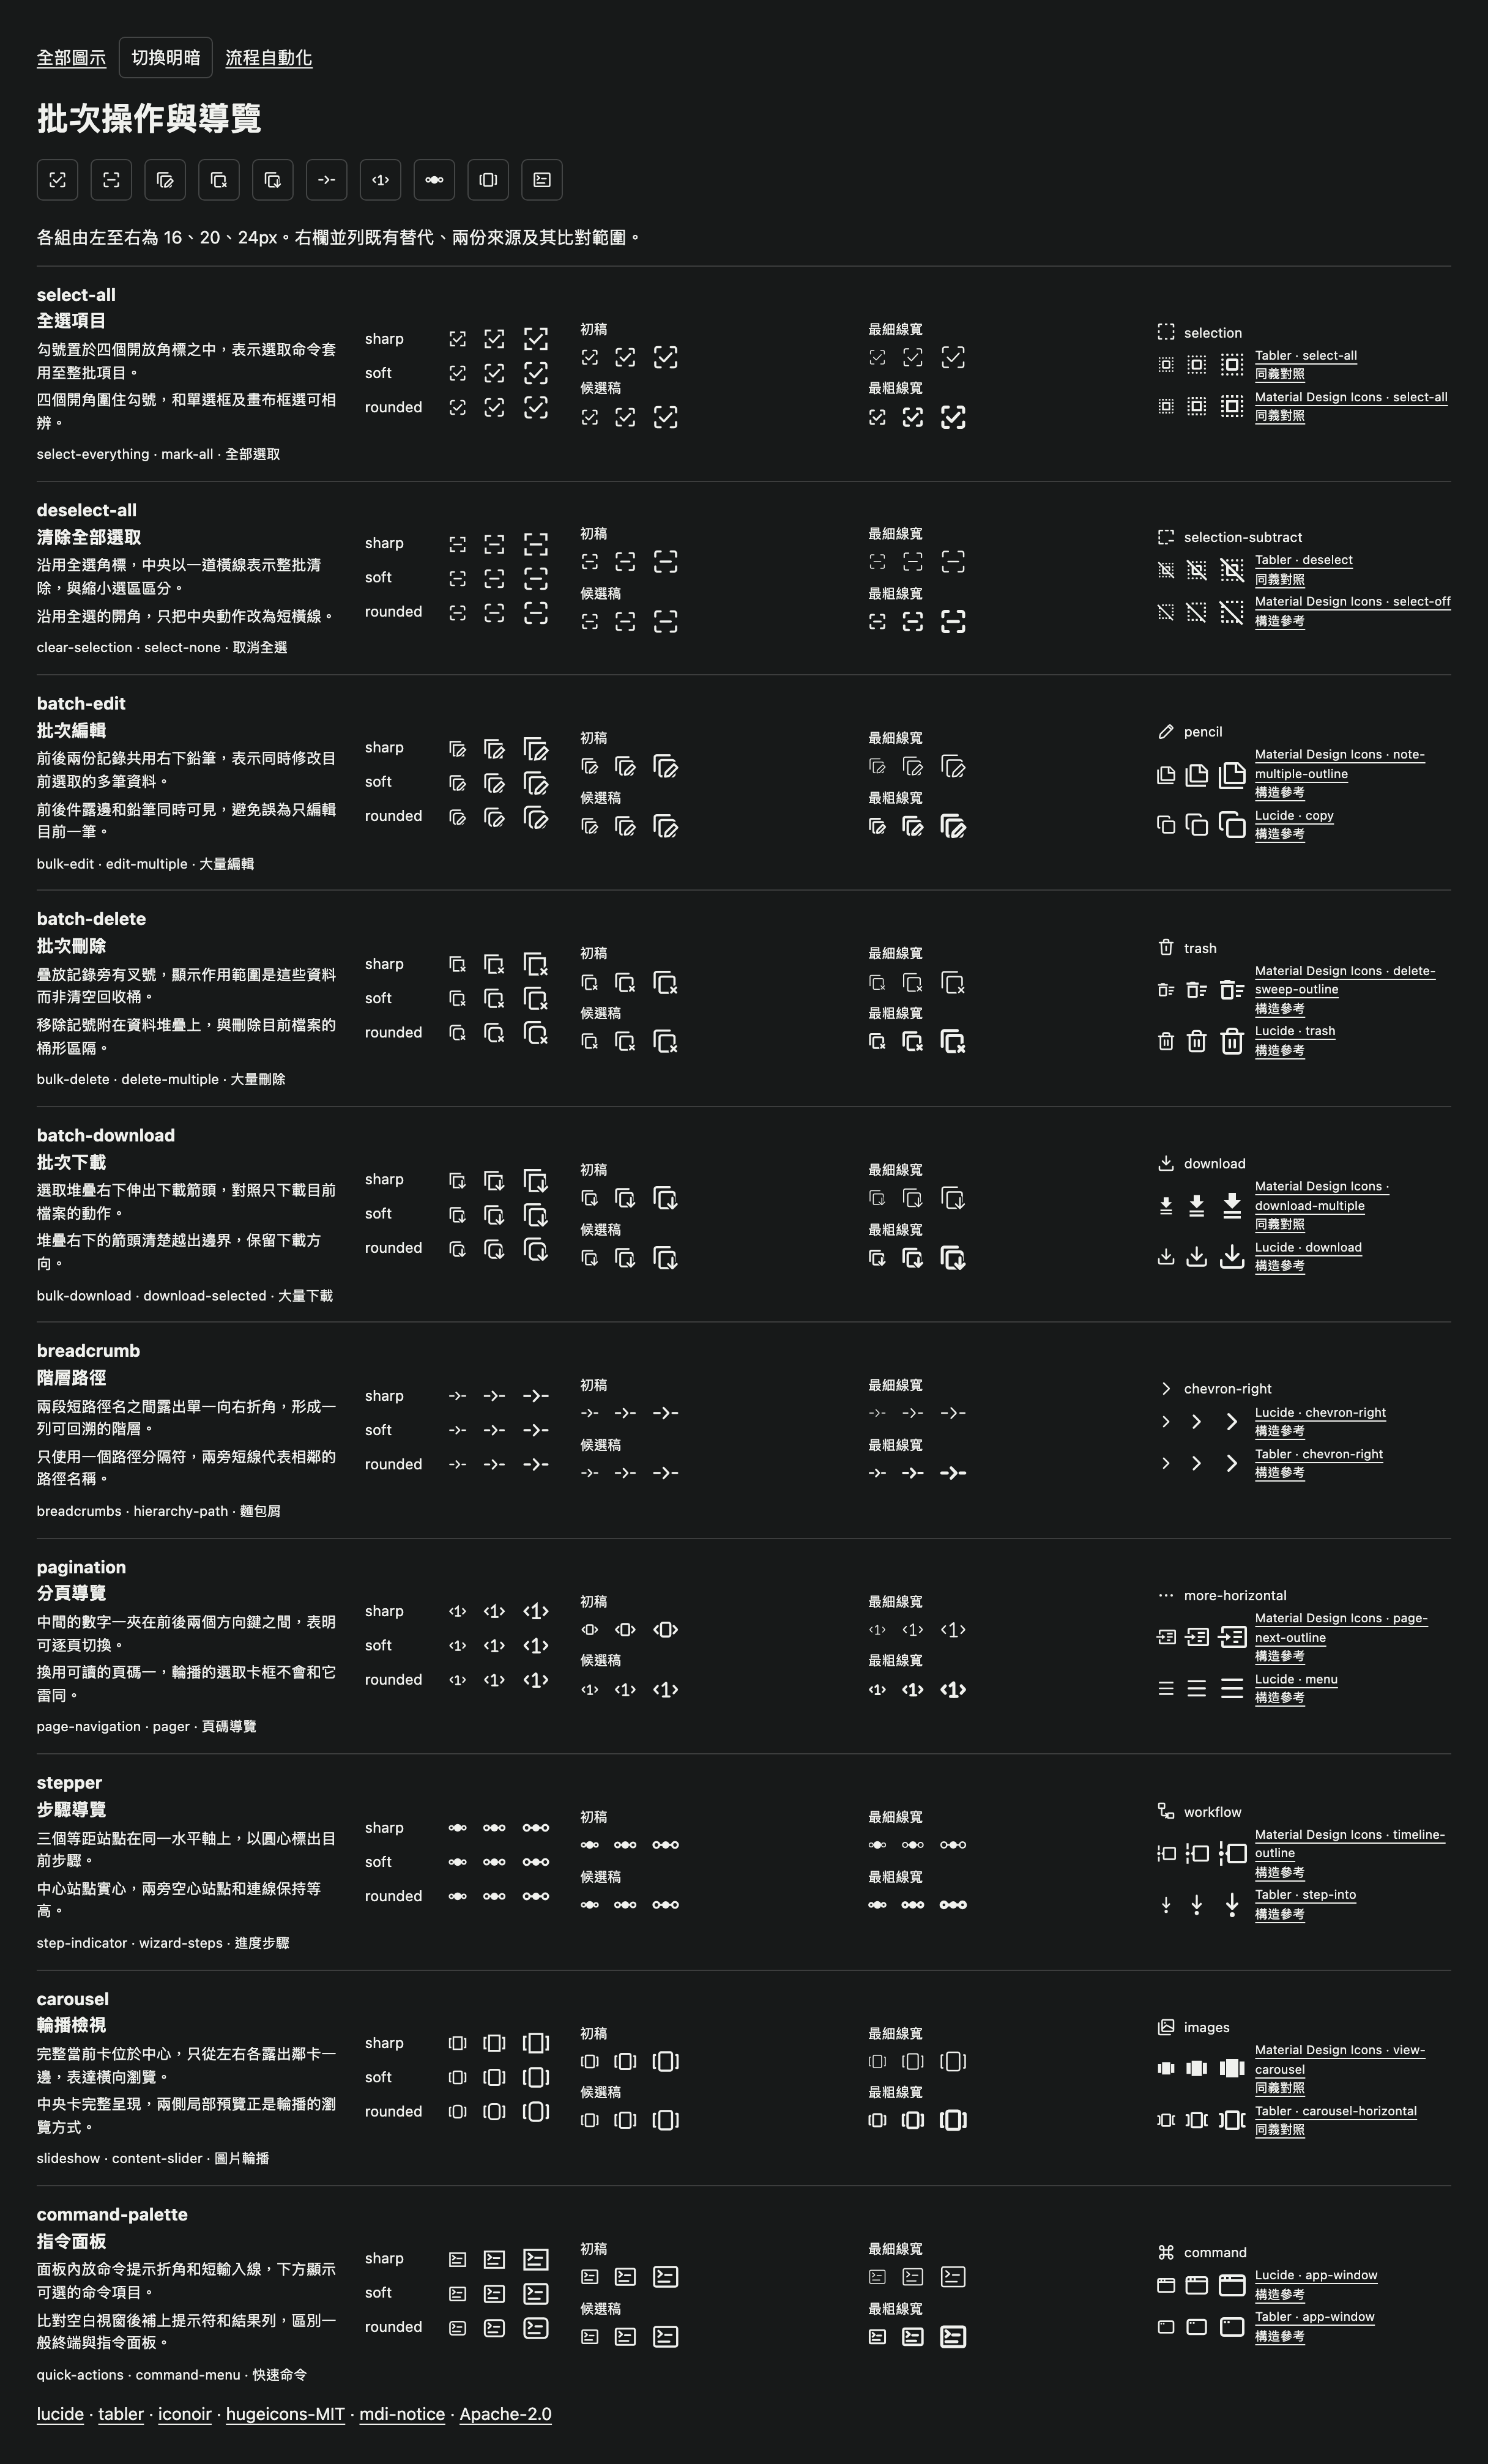 全部圖示 切換明暗 流程自動化
批次操作與導覽
各組由左至右為 16、20、24px。右欄並列既有替代、兩份來源及其比對範圍。
select-all
全選項目
勾號置於四個開放角標之中，表示選取命令套
用至整批項目。
四個開角圍住勾號，和單選框及畫布框選可相
辨。
select-everything · mark-all · 全部選取
sharp
soft
rounded
初稿
候選稿
最細線寬
最粗線寬
selection
Tabler · select-all
同義對照
Material Design Icons · select-all
同義對照
deselect-all
清除全部選取
沿用全選角標，中央以一道橫線表示整批清
除，與縮小選區區分。
沿用全選的開角，只把中央動作改為短橫線。
clear-selection · select-none · 取消全選
sharp
soft
rounded
初稿
候選稿
最細線寬
最粗線寬
selection-subtract
Tabler · deselect
同義對照
Material Design Icons · select-off
構造參考
batch-edit
批次編輯
前後兩份記錄共用右下鉛筆，表示同時修改目
前選取的多筆資料。
前後件露邊和鉛筆同時可見，避免誤為只編輯
目前一筆。
bulk-edit · edit-multiple · 大量編輯
sharp
soft
rounded
初稿
候選稿
最細線寬
最粗線寬
pencil
Material Design Icons · note-
multiple-outline
構造參考
Lucide · copy
構造參考
batch-delete
批次刪除
疊放記錄旁有叉號，顯示作用範圍是這些資料
而非清空回收桶。
移除記號附在資料堆疊上，與刪除目前檔案的
桶形區隔。
bulk-delete · delete-multiple · 大量刪除
sharp
soft
rounded
初稿
候選稿
最細線寬
最粗線寬
trash
Material Design Icons · delete-
sweep-outline
構造參考
Lucide · trash
構造參考
batch-download
批次下載
選取堆疊右下伸出下載箭頭，對照只下載目前
檔案的動作。
堆疊右下的箭頭清楚越出邊界，保留下載方
向。
bulk-download · download-selected · 大量下載
sharp
soft
rounded
初稿
候選稿
最細線寬
最粗線寬
download
Material Design Icons ·
download-multiple
同義對照
Lucide · download
構造參考
breadcrumb
階層路徑
兩段短路徑名之間露出單一向右折角，形成一
列可回溯的階層。
只使用一個路徑分隔符，兩旁短線代表相鄰的
路徑名稱。
breadcrumbs · hierarchy-path · 麵包屑
sharp
soft
rounded
初稿
候選稿
最細線寬
最粗線寬
chevron-right
Lucide · chevron-right
構造參考
Tabler · chevron-right
構造參考
pagination
分頁導覽
中間的數字一夾在前後兩個方向鍵之間，表明
可逐頁切換。
換用可讀的頁碼一，輪播的選取卡框不會和它
雷同。
page-navigation · pager · 頁碼導覽
sharp
soft
rounded
初稿
候選稿
最細線寬
最粗線寬
more-horizontal
Material Design Icons · page-
next-outline
構造參考
Lucide · menu
構造參考
stepper
步驟導覽
三個等距站點在同一水平軸上，以圓心標出目
前步驟。
中心站點實心，兩旁空心站點和連線保持等
高。
step-indicator · wizard-steps · 進度步驟
sharp
soft
rounded
初稿
候選稿
最細線寬
最粗線寬
workflow
Material Design Icons · timeline-
outline
構造參考
Tabler · step-into
構造參考
carousel
輪播檢視
完整當前卡位於中心，只從左右各露出鄰卡一
邊，表達橫向瀏覽。
中央卡完整呈現，兩側局部預覽正是輪播的瀏
覽方式。
slideshow · content-slider · 圖片輪播
sharp
soft
rounded
初稿
候選稿
最細線寬
最粗線寬
images
Material Design Icons · view-
carousel
同義對照
Tabler · carousel-horizontal
同義對照
command-palette
指令面板
面板內放命令提示折角和短輸入線，下方顯示
可選的命令項目。
比對空白視窗後補上提示符和結果列，區別一
般終端與指令面板。
quick-actions · command-menu · 快速命令
sharp
soft
rounded
初稿
候選稿
最細線寬
最粗線寬
command
Lucide · app-window
構造參考
Tabler · app-window
構造參考
lucide · tabler · iconoir · hugeicons-MIT · mdi-notice · Apache-2.0